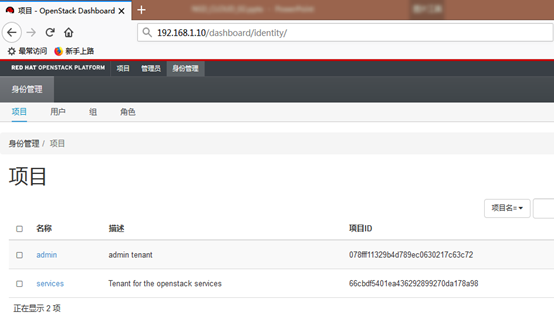 项目 - OpenStack Dashboard
192.168.1.10/dashboard/identity/
最常访问 新手上路
RED HAT OPENSTACK PLATFORM 项目 管理员 身份管理
身份管理
项目 用户 组 角色
身份管理 / 项目
项目
项目名=
名称 描述 项目ID
admin admin tenant 078fff11329b4d789ec0630217c63c72
services Tenant for the openstack services 66cbdf5401ea436292899270da178a98
正在显示 2 项